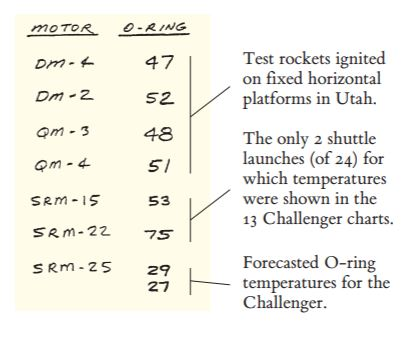 MOTOR O-RING
DM-4 47
DM-2 52
QM-3 48
QM-4 51
SRM-15 53
SRM-22 75
SRM-25 29
27
Test rockets ignited
on fixed horizontal
platforms in Utah.
The only 2 shuttle
launches (of 24) for
which temperatures
were shown in the
13 Challenger charts.
Forecasted O-ring
temperatures for the
Challenger.